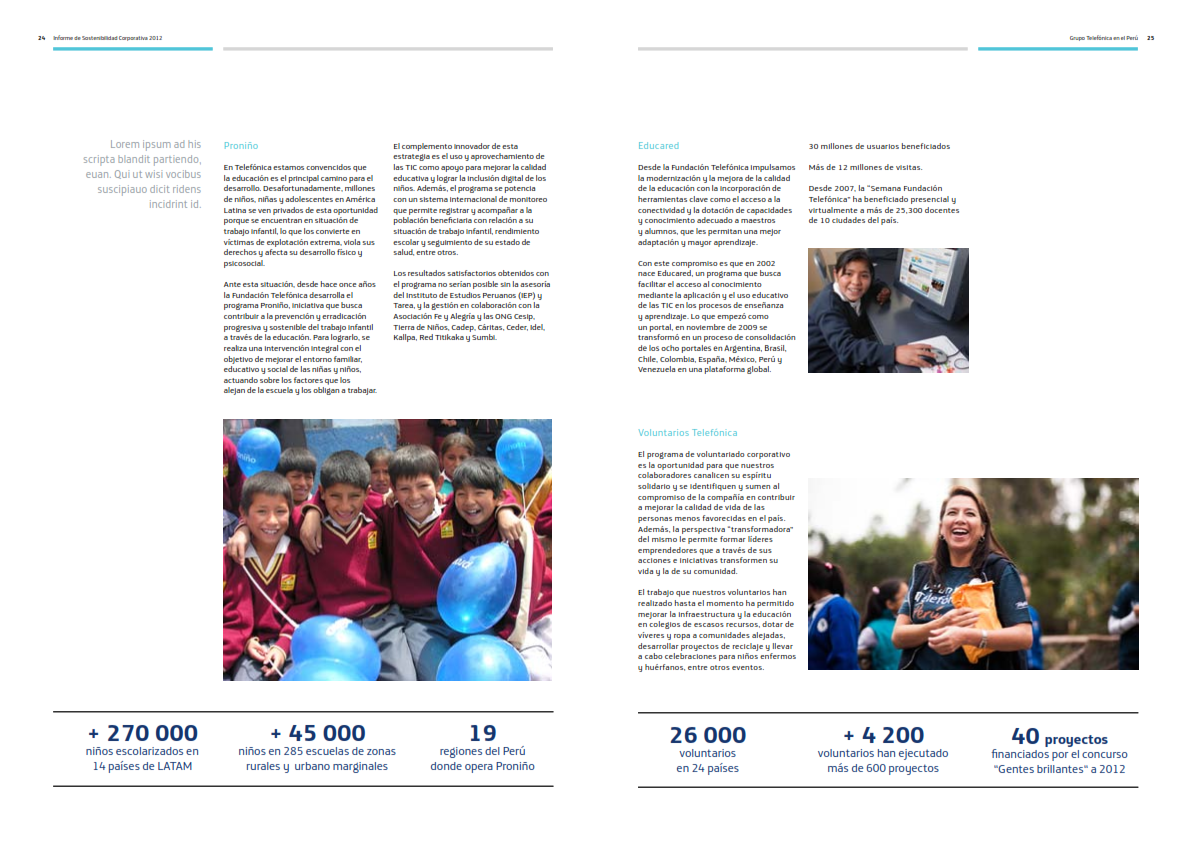 24 Informe de Sostenibilidad Corporativa 2012
Lorem ipsum ad his
scripta blandit partiendo,
euan. Qui ut wisi vocibus
suscipiauo dicit ridens
incidrint id.
Proniño
En Telefónica estamos convencidos que
la educación es el principal camino para el
desarrollo. Desafortunadamente, millones
de niños, niñas y adolescentes en América
Latina se ven privados de esta oportunidad
porque se encuentran en situación de
trabajo infantil, lo que los convierte en
víctimas de explotación extrema, viola sus
derechos y afecta su desarrollo físico y
psicosocial.
Ante esta situación, desde hace once años
la Fundación Telefónica desarrolla el
programa Proniño, iniciativa que busca
contribuir a la prevención y erradicación
progresiva y sostenible del trabajo infantil
a través de la educación. Para lograrlo, se
realiza una intervención integral con el
objetivo de mejorar el entorno familiar,
educativo y social de las niñas y niños,
actuando sobre los factores que los
alejan de la escuela y los obligan a trabajar.
El complemento innovador de esta
estrategia es el uso y aprovechamiento de
las TIC como apoyo para mejorar la calidad
educativa y lograr la inclusión digital de los
niños. Además, el programa se potencia
con un sistema internacional de monitoreo
que permite registrar y acompañar a la
población beneficiaria con relación a su
situación de trabajo infantil, rendimiento
escolar y seguimiento de su estado de
salud, entre otros.
Los resultados satisfactorios obtenidos con
el programa no serían posible sin la asesoría
del Instituto de Estudios Peruanos (IEP) y
Tarea, y la gestión en colaboración con la
Asociación Fe y Alegría y las ONG Cesip,
Tierra de Niños, Cadep, Cáritas, Ceder, Idel,
Kallpa, Red Titikaka y Sumbi.
+ 270 000
niños escolarizados en
14 países de LATAM
+ 45 000
niños en 285 escuelas de zonas
rurales y urbano marginales
19
regiones del Perú
donde opera Proniño
Grupo Telefónica en el Perú 25
Educared
Desde la Fundación Telefónica impulsamos
la modernización y la mejora de la calidad
de la educación con la incorporación de
herramientas clave como el acceso a la
conectividad y la dotación de capacidades
y conocimiento adecuado a maestros
y alumnos, que les permitan una mejor
adaptación y mayor aprendizaje.
Con este compromiso es que en 2002
nace Educared, un programa que busca
facilitar el acceso al conocimiento
mediante la aplicación y el uso educativo
de las TIC en los procesos de enseñanza
y aprendizaje. Lo que empezó como
un portal, en noviembre de 2009 se
transformó en un proceso de consolidación
de los ocho portales en Argentina, Brasil,
Chile, Colombia, España, México, Perú y
Venezuela en una plataforma global.
30 millones de usuarios beneficiados
Más de 12 millones de visitas.
Desde 2007, la "Semana Fundación
Telefónica" ha beneficiado presencial y
virtualmente a más de 25,300 docentes
de 10 ciudades del país.
Voluntarios Telefónica
El programa de voluntariado corporativo
es la oportunidad para que nuestros
colaboradores canalicen su espíritu
solidario y se identifiquen y sumen al
compromiso de la compañía en contribuir
a mejorar la calidad de vida de las
personas menos favorecidas en el país.
Además, la perspectiva "transformadora"
del mismo le permite formar líderes
emprendedores que a través de sus
acciones e iniciativas transformen su
vida y la de su comunidad.
El trabajo que nuestros voluntarios han
realizado hasta el momento ha permitido
mejorar la infraestructura y la educación
en colegios de escasos recursos, dotar de
víveres y ropa a comunidades alejadas,
desarrollar proyectos de reciclaje y llevar
a cabo celebraciones para niños enfermos
y huérfanos, entre otros eventos.
26 000
voluntarios
en 24 países
+ 4 200
voluntarios han ejecutado
más de 600 proyectos
40 proyectos
financiados por el concurso
"Gentes brillantes" a 2012